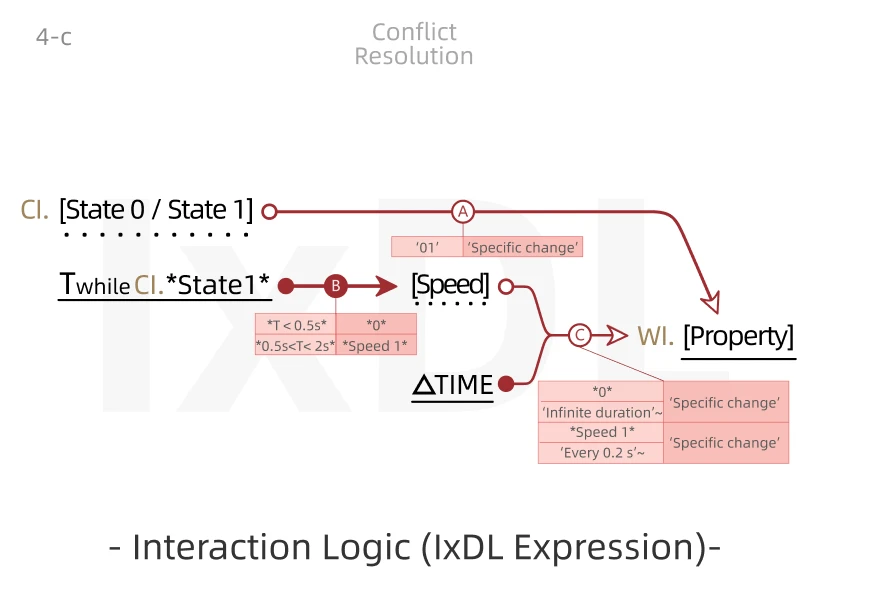 4-c
Conflict
Resolution
CI. [State 0 / State 1]
A
‘01’ ‘Specific change’
TwhileCI.*State1*
B
[Speed]
*T < 0.5s* *0*
*0.5s<T< 2s* *Speed 1*
C
WI. [Property]
△TIME
*0*
‘Infinite duration’~ ‘Specific change’
*Speed 1*
‘Every 0.2 s’~ ‘Specific change’
IxDL
- Interaction Logic (IxDL Expression)-